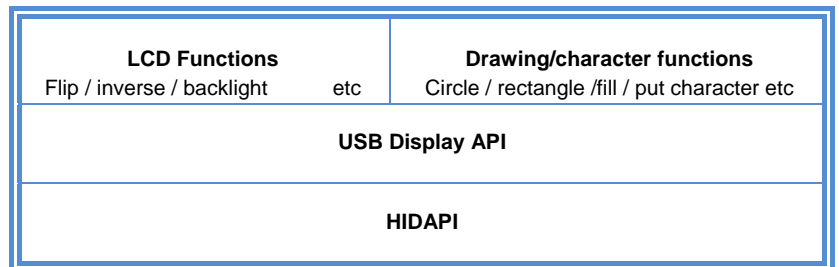 LCD Functions
Flip / inverse / backlight etc
Drawing/character functions
Circle / rectangle /fill / put character etc
USB Display API
HIDAPI